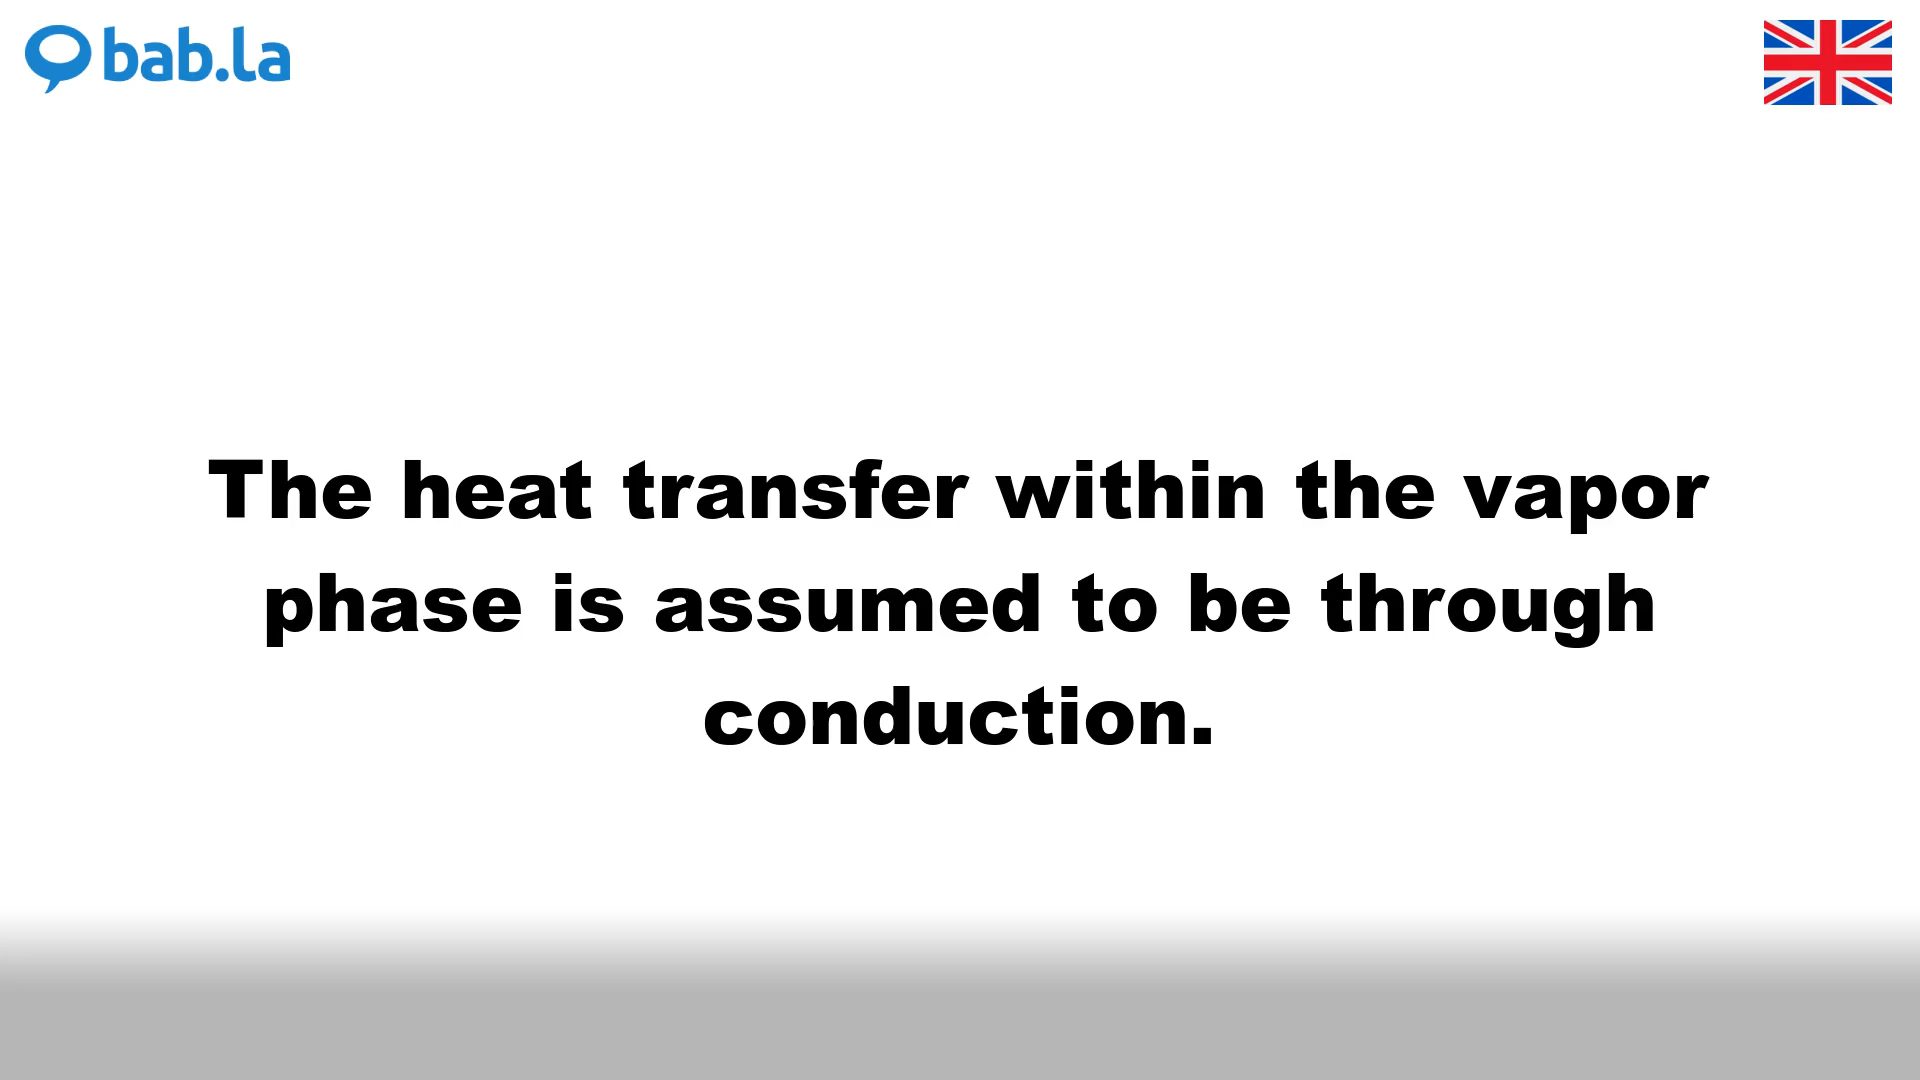 bab.la
The heat transfer within the vapor
phase is assumed to be through
conduction.